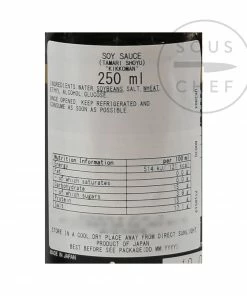 SOUS
CHEF
SOY SAUCE
(TAMARI SHOYU)
"KIKKOMAN"
250 ml
INGREDIENTS:WATER, SOYBEANS, SALT, WHEAT,
ETHYL ALCOHOL, GLUCOSE
ONCE OPENED, KEEP REFRIGERATED AND
CONSUME AS SOON AS POSSIBLE
Nutrition Information per 100ml
Energy
Fat
of which saturates
Carbohydrate
of which sugars
Protein
Salt
STORE IN A COOL DRY PLACE AWAY FROM DIRECT SUNLIGHT
PRODUCT OF JAPAN
BEST BEFORE SEE PACKAGE(DD MM YYYY)
MADE IN JAPAN